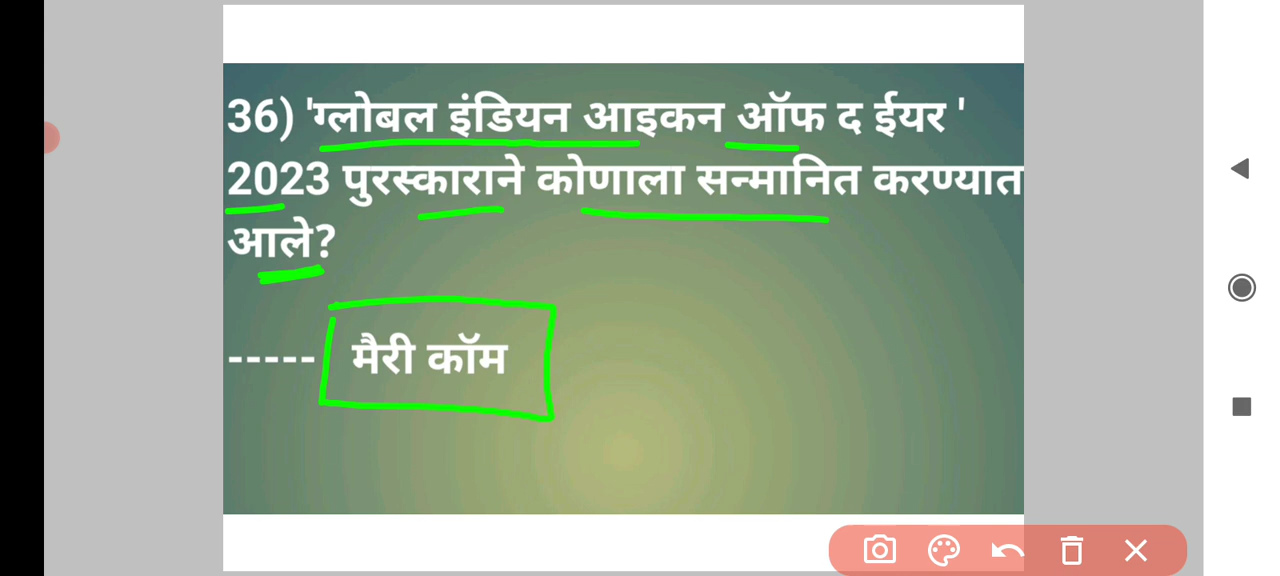 36) 'ग्लोबल इंडियन आइकन ऑफ द ईयर '
2023 पुरस्काराने कोणाला सन्मानित करण्यात
आले?
----- मैरी कॉम